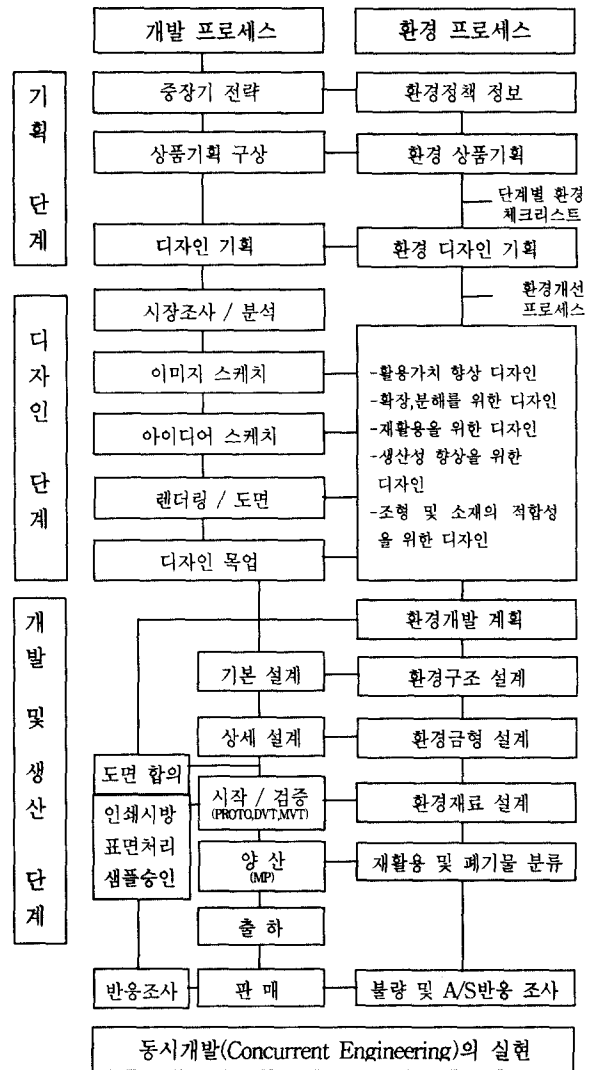 개발 프로세스
환경 프로세스
기획 단계
중장기 전략
환경정책 정보
상품기획 구상
환경 상품기획
단계별 환경
체크리스트
디자인 기획
환경 디자인 기획
환경개선
프로세스
디자인 단계
시장조사 / 분석
이미지 스케치
아이디어 스케치
렌더링 / 도면
디자인 목업
-활용가치 향상 디자인
-확장,분해를 위한 디자인
-재활용을 위한 디자인
-생산성 향상을 위한
디자인
-조형 및 소재의 적합성
을 위한 디자인
개발 및 생산 단계
환경개발 계획
기본 설계
환경구조 설계
상세 설계
환경금형 설계
도면 합의
인쇄시방
표면처리
샘플승인
시작 / 검증
(PROTO,DVT,MVT)
환경재료 설계
양 산
(MP)
재활용 및 폐기물 분류
출 하
반응조사
판 매
불량 및 A/S반응 조사
동시개발(Concurrent Engineering)의 실현